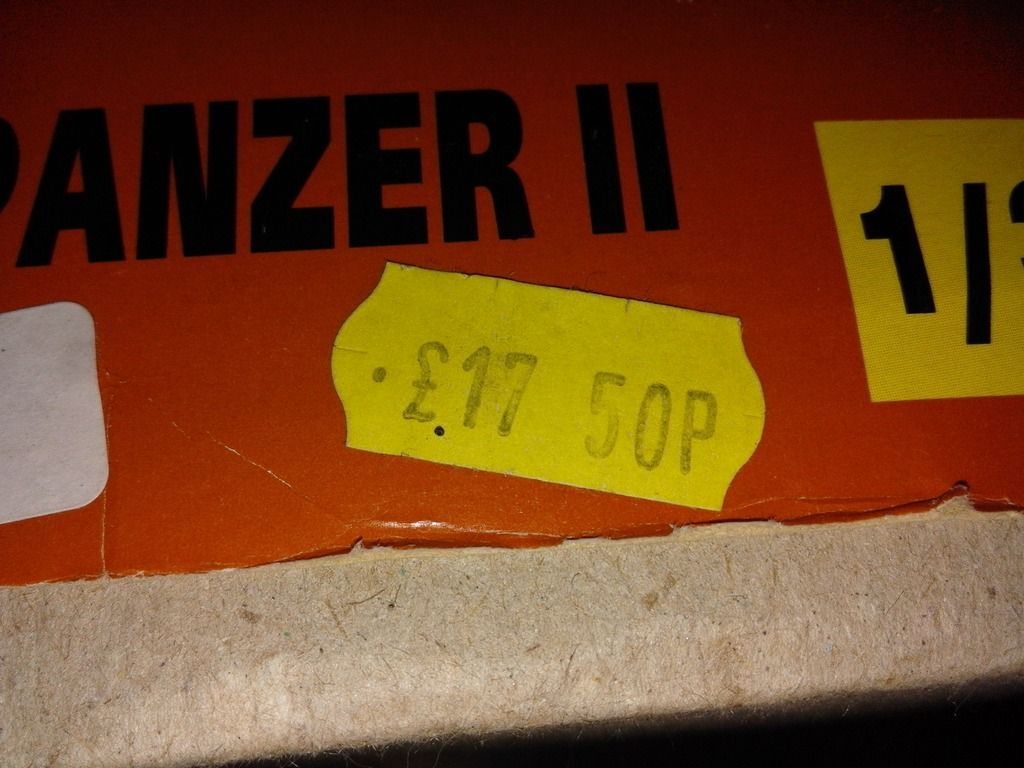 PANZER II
1/
£17 50P